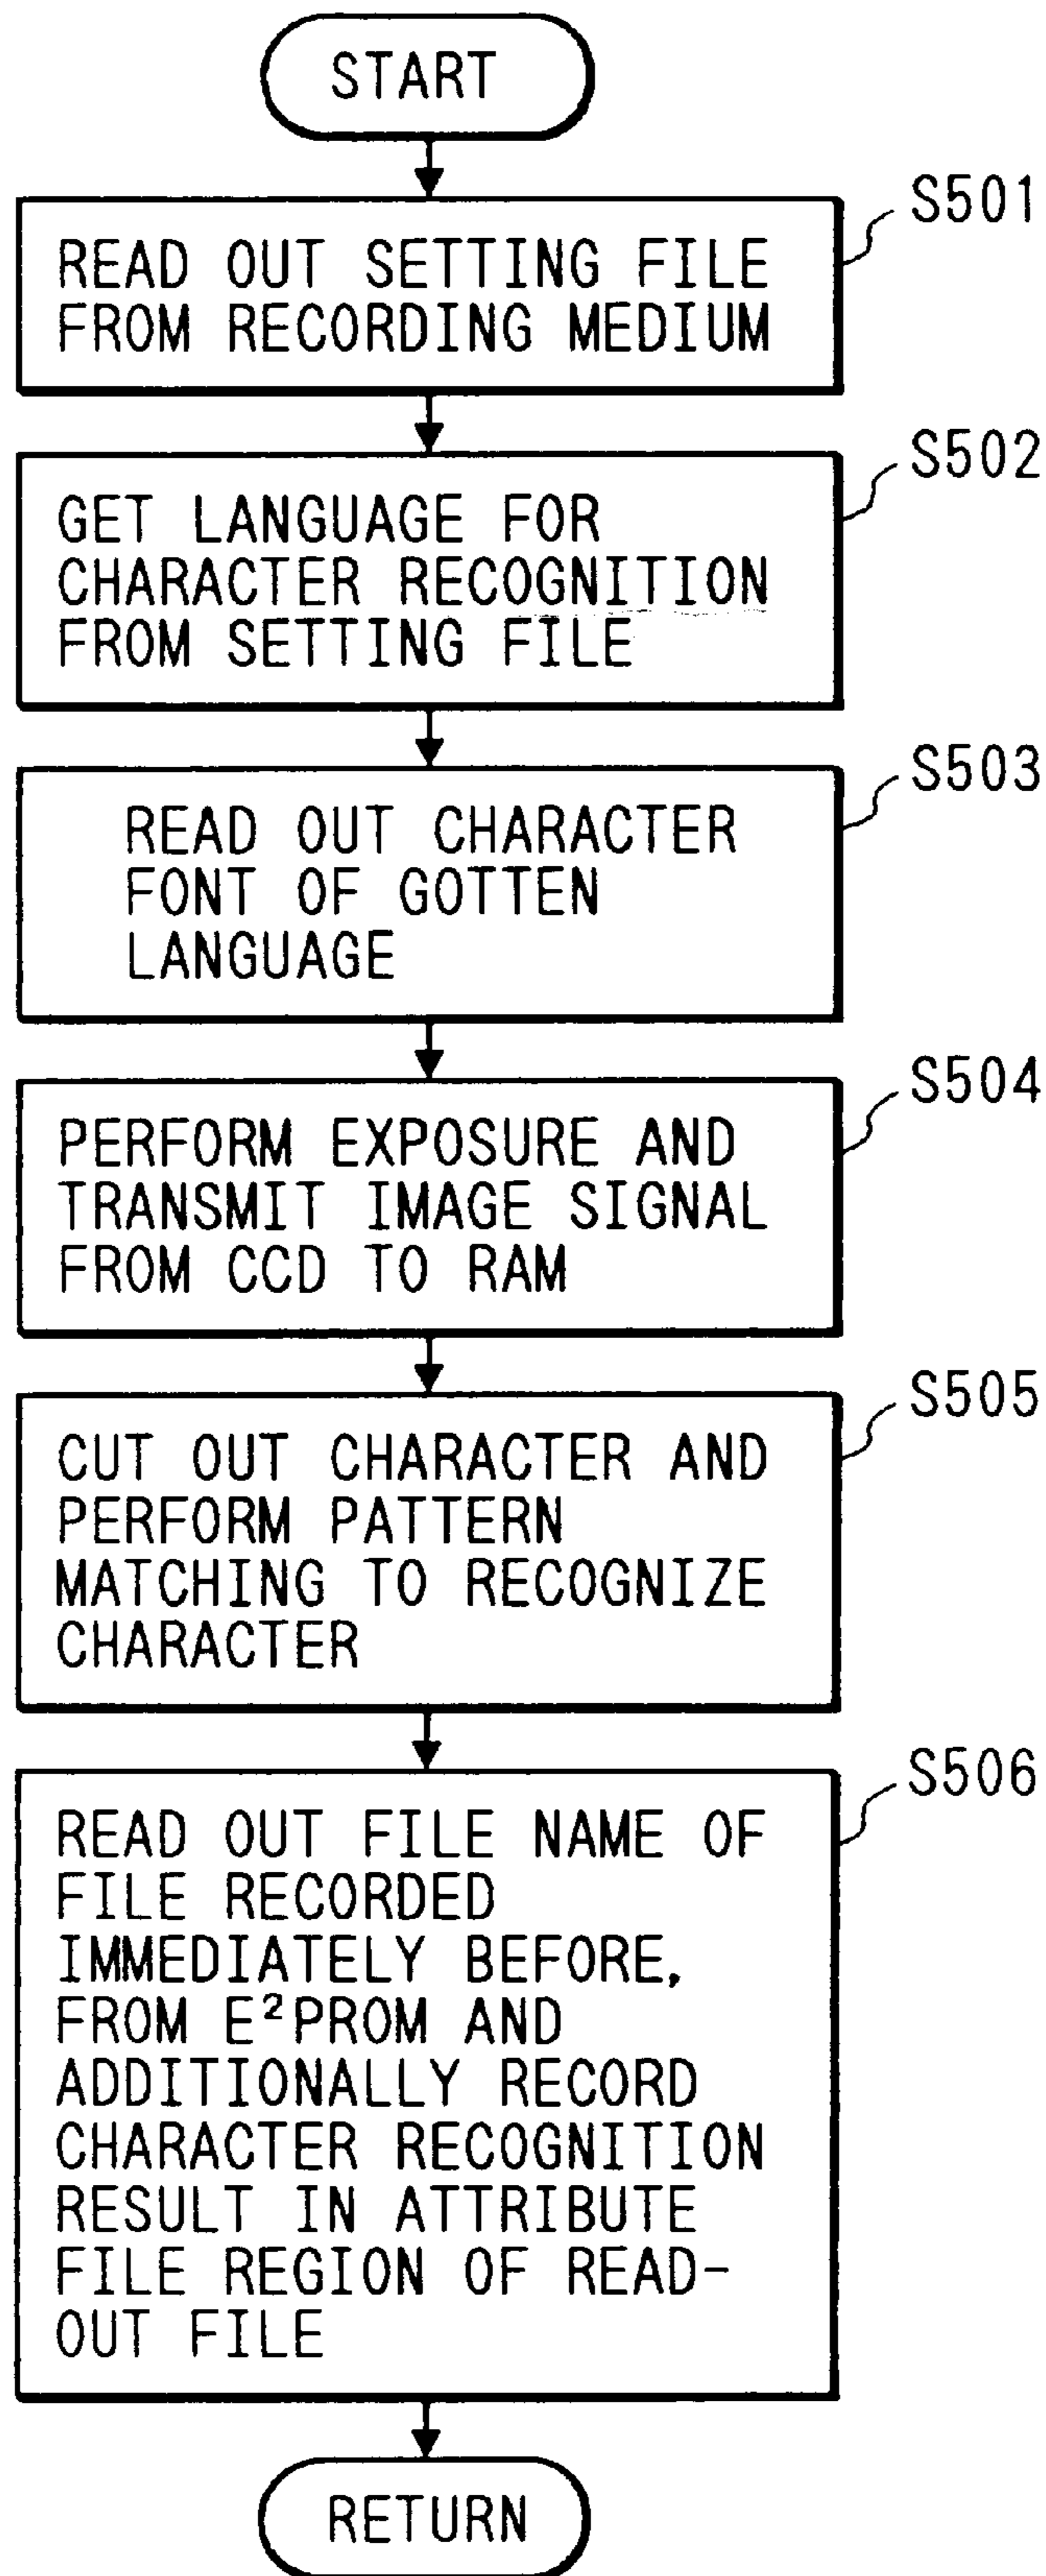 START
S501
READ OUT SETTING FILE
FROM RECORDING MEDIUM
S502
GET LANGUAGE FOR
CHARACTER RECOGNITION
FROM SETTING FILE
S503
READ OUT CHARACTER
FONT OF GOTTEN
LANGUAGE
S504
PERFORM EXPOSURE AND
TRANSMIT IMAGE SIGNAL
FROM CCD TO RAM
S505
CUT OUT CHARACTER AND
PERFORM PATTERN
MATCHING TO RECOGNIZE
CHARACTER
S506
READ OUT FILE NAME OF
FILE RECORDED
IMMEDIATELY BEFORE,
FROM E²PROM AND
ADDITIONALLY RECORD
CHARACTER RECOGNITION
RESULT IN ATTRIBUTE
FILE REGION OF READ-
OUT FILE
RETURN